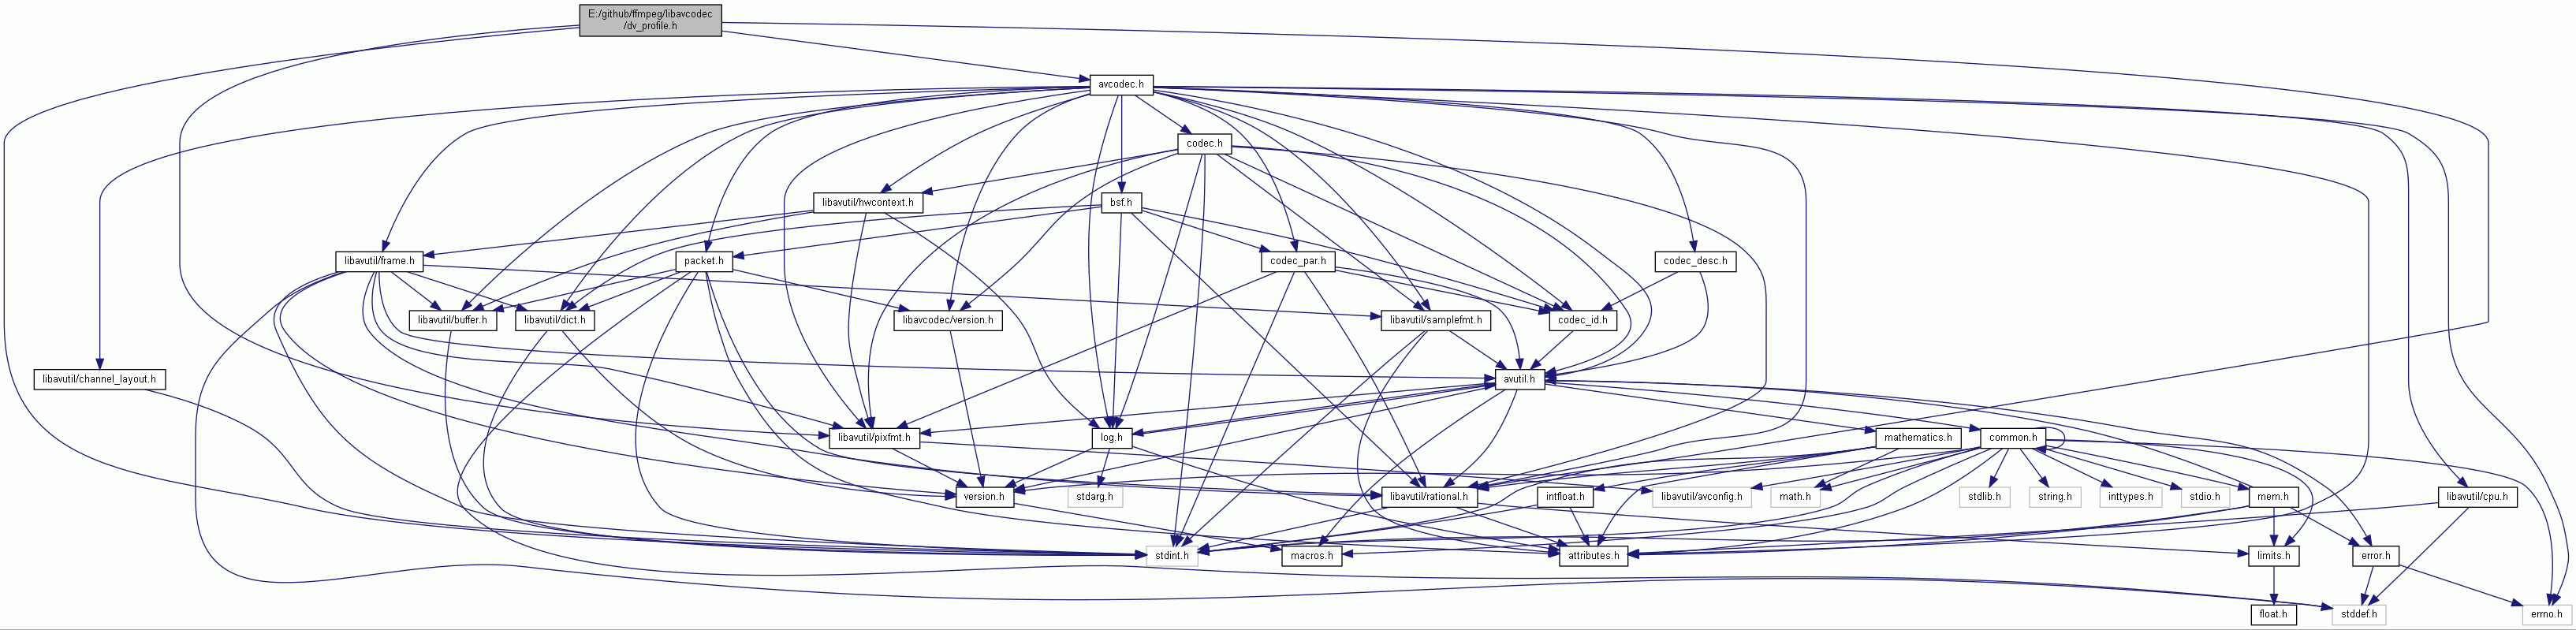 E:/github/ffmpeg/libavcodec
/dv_profile.h
avcodec.h
codec.h
libavutil/hwcontext.h
bsf.h
libavutil/frame.h
packet.h
codec_par.h
codec_desc.h
libavutil/buffer.h
libavutil/dict.h
libavcodec/version.h
libavutil/samplefmt.h
codec_id.h
libavutil/channel_layout.h
avutil.h
libavutil/pixfmt.h
log.h
mathematics.h
common.h
version.h
stdarg.h
libavutil/rational.h
intfloat.h
libavutil/avconfig.h
math.h
stdlib.h
string.h
inttypes.h
stdio.h
mem.h
libavutil/cpu.h
stdint.h
macros.h
attributes.h
limits.h
error.h
float.h
stddef.h
errno.h